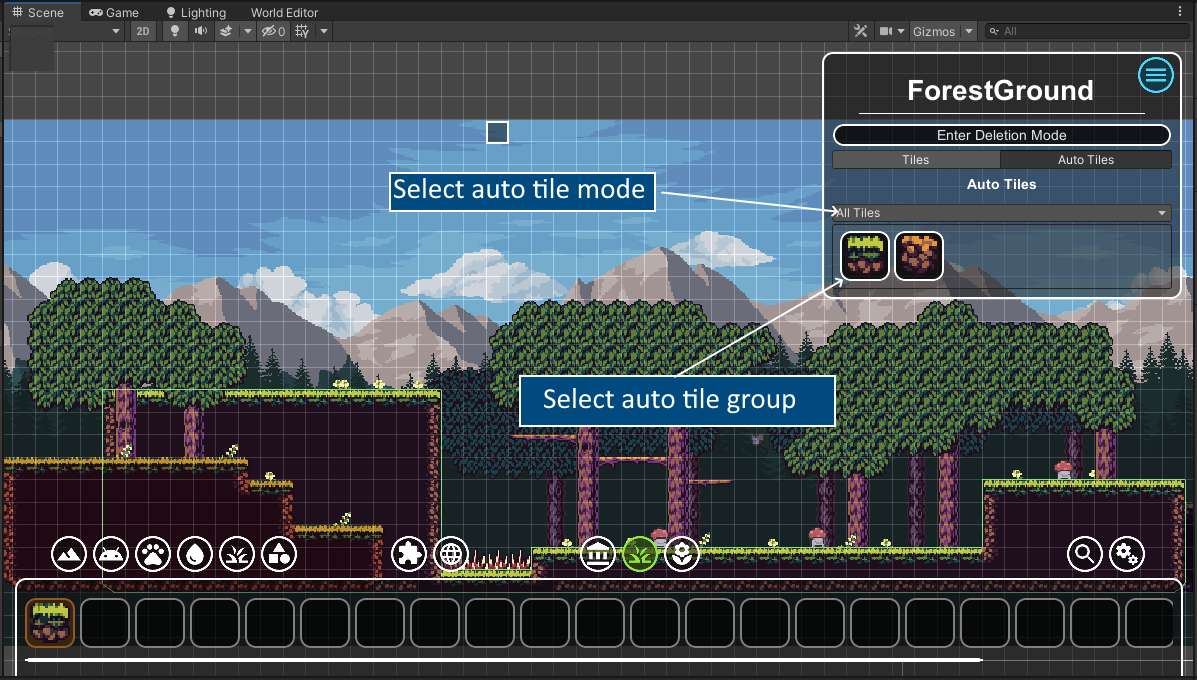 Scene
Game
Lighting
World Editor
2D
0
Gizmos
All
ForestGround
Enter Deletion Mode
Tiles
Auto Tiles
Auto Tiles
Select auto tile mode
All Tiles
Select auto tile group